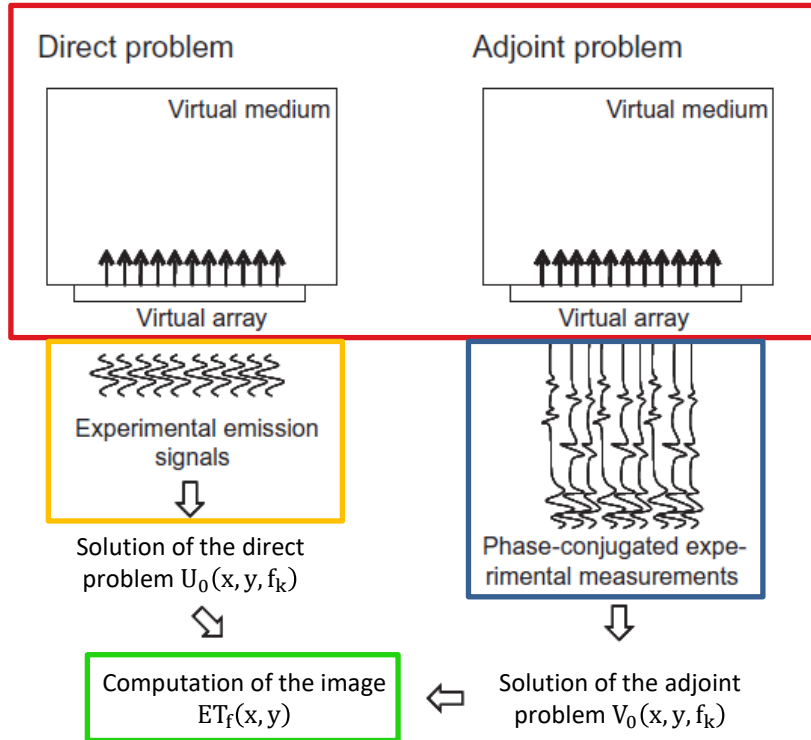 Direct problem
Adjoint problem
Virtual medium
Virtual medium
Virtual array
Virtual array
Experimental emission
signals
Phase-conjugated expe-
rimental measurements
Solution of the direct
problem U₀(x, y, fₖ)
Computation of the image
ET_f(x, y)
Solution of the adjoint
problem V₀(x, y, fₖ)